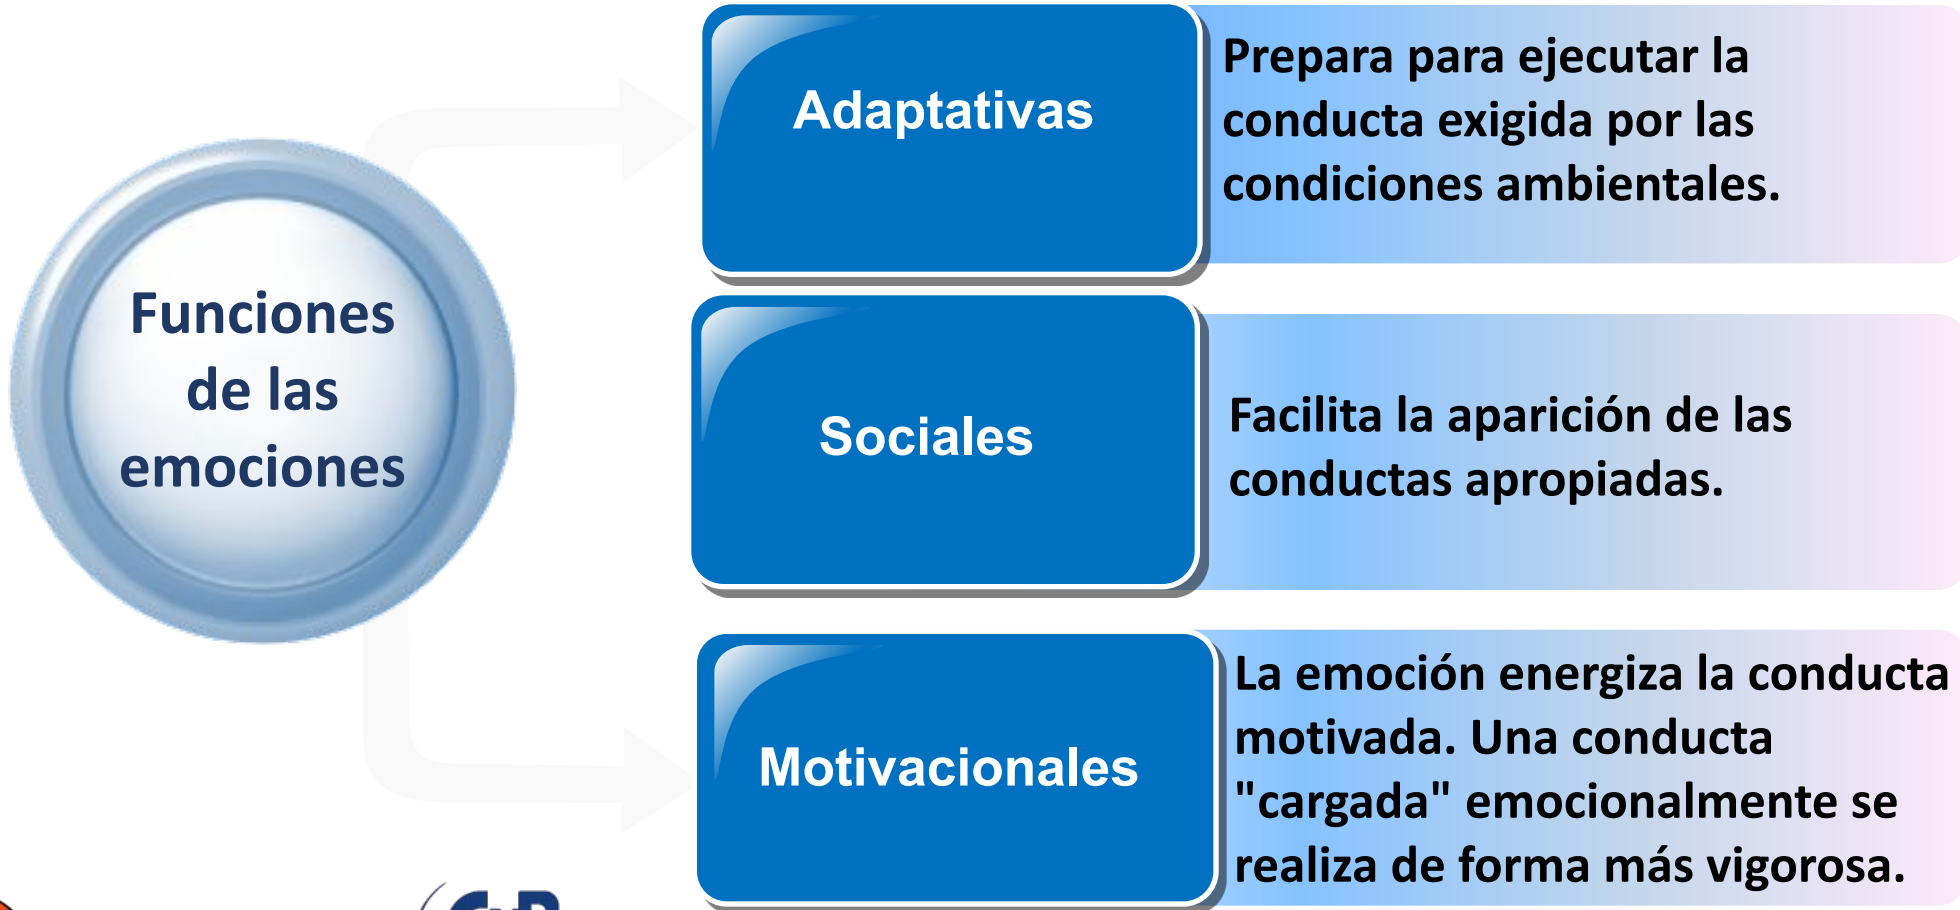 Funciones
de las
emociones
Adaptativas
Prepara para ejecutar la
conducta exigida por las
condiciones ambientales.
Sociales
Facilita la aparición de las
conductas apropiadas.
Motivacionales
La emoción energiza la conducta
motivada. Una conducta
"cargada" emocionalmente se
realiza de forma más vigorosa.